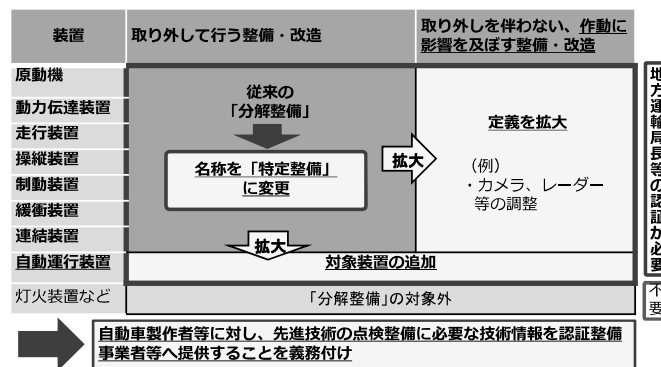 装置
取り外して行う整備・改造
取り外しを伴わない、作動に
影響を及ぼす整備・改造
原動機
動力伝達装置
走行装置
操縦装置
制動装置
緩衝装置
連結装置
自動運行装置
灯火装置など
従来の
「分解整備」
名称を「特定整備」
に変更
拡大
定義を拡大
(例)
・カメラ、レーダー
等の調整
拡大
対象装置の追加
「分解整備」の対象外
地方運輸局長等の認証が必要
不要
自動車製作者等に対し、先進技術の点検整備に必要な技術情報を認証整備
事業者等へ提供することを義務付け